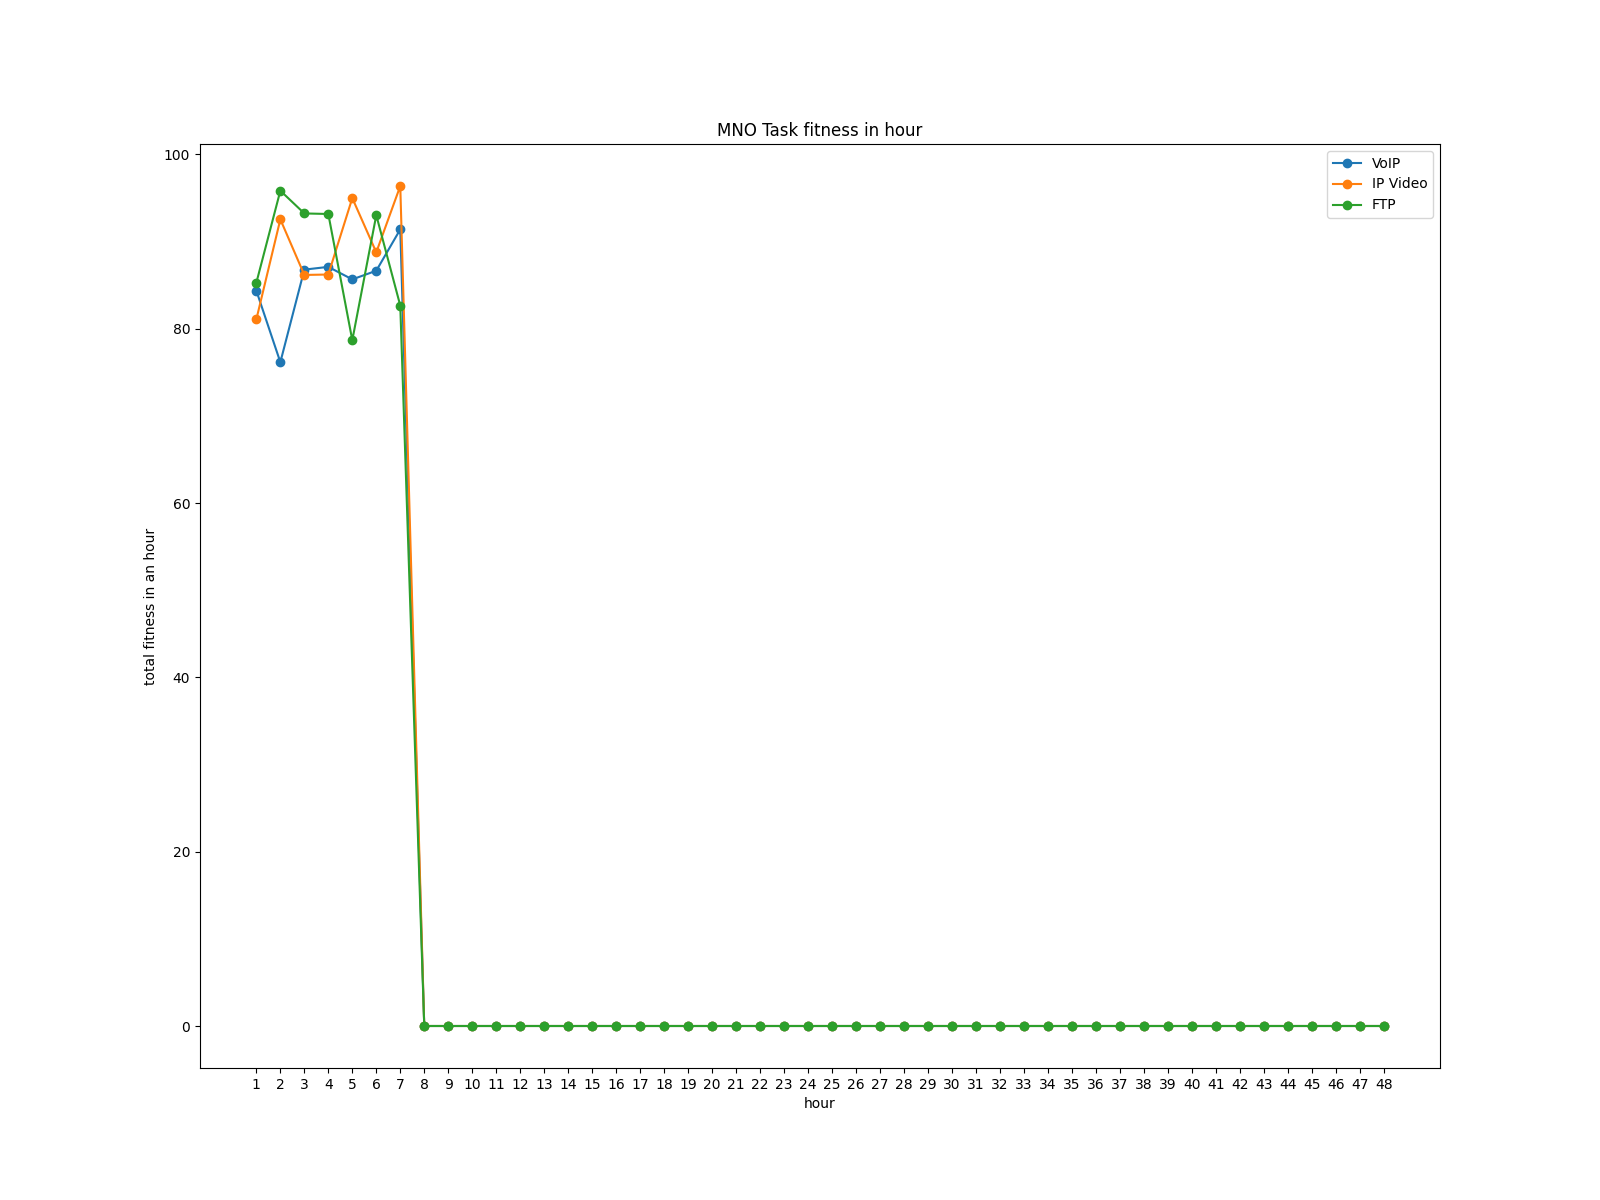 MNO Task fitness in hour
100
80
60
40
20
0
total fitness in an hour
VoIP
IP Video
FTP
1 2 3 4 5 6 7 8 9 10 11 12 13 14 15 16 17 18 19 20 21 22 23 24 25 26 27 28 29 30 31 32 33 34 35 36 37 38 39 40 41 42 43 44 45 46 47 48
hour